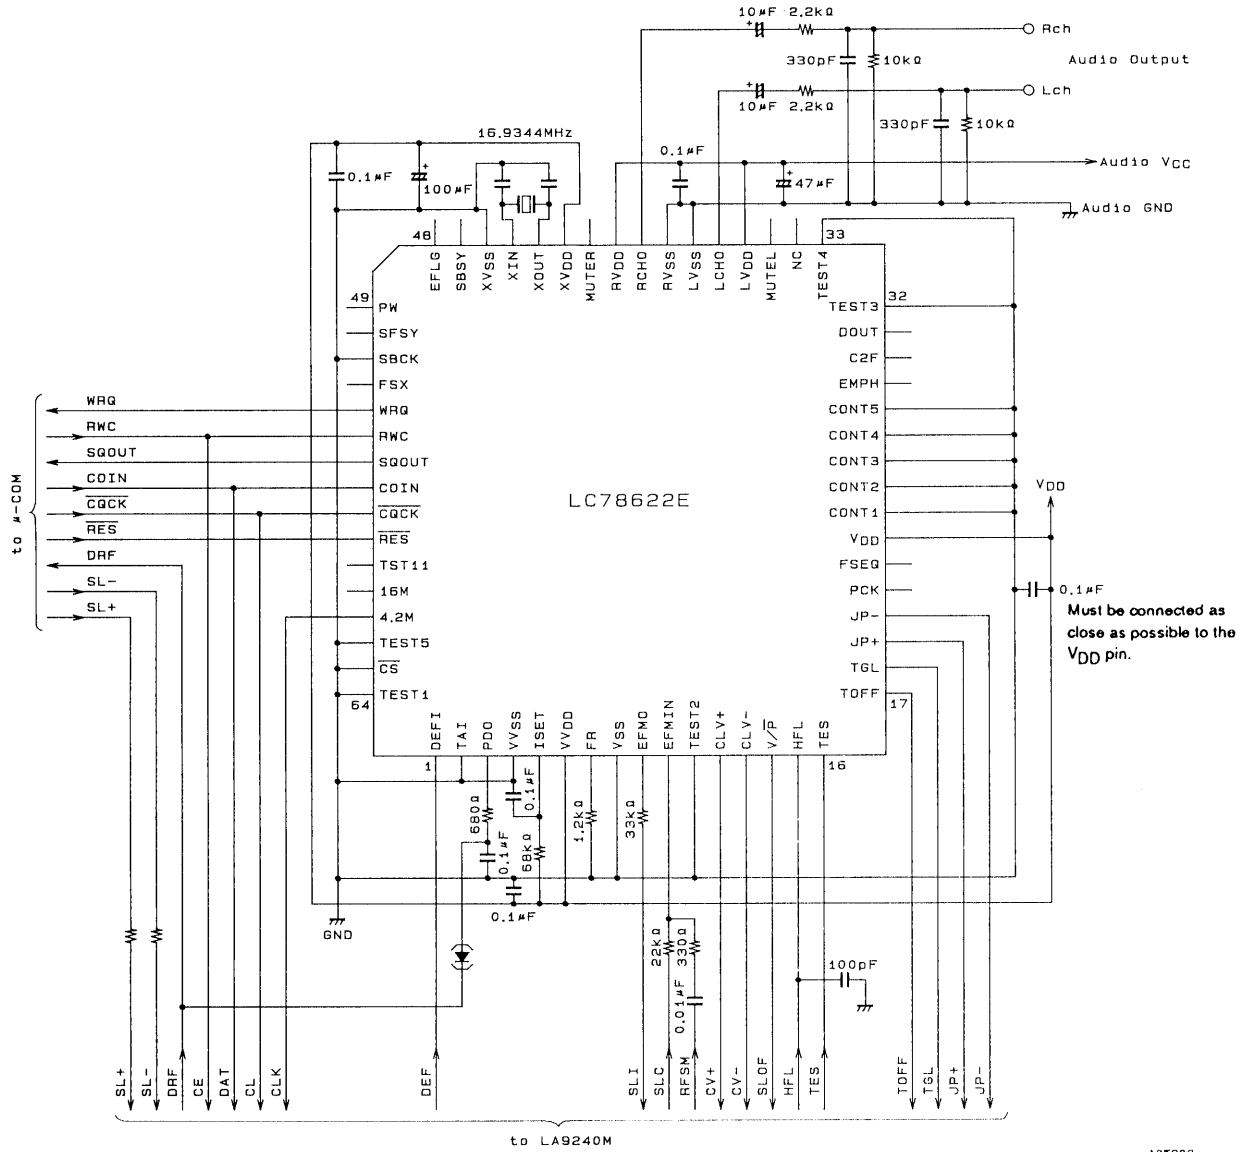 10µF 2.2kΩ
Rch
330pF 10kΩ
Audio Output
Lch
10µF 2.2kΩ
330pF 10kΩ
16.9344MHz
0.1µF
0.1µF
100µF
47µF
Audio VCC
Audio GND
48
33
EFLG
SBSY
XVSS
XIN
XOUT
XVDD
MUTER
RVDD
RCHO
RVSS
LVSS
LCHO
LVDD
MUTEL
NC
TEST4
49
PW
SFSY
SBCK
FSX
WRQ
RWC
SQOUT
COIN
CQCK
RES
TST11
16M
4.2M
TEST5
CS
TEST1
64
32
TEST3
DOUT
C2F
EMPH
CONT5
CONT4
CONT3
CONT2
CONT1
VDD
FSEQ
PCK
JP-
JP+
TGL
TOFF
17
LC78622E
to µ-COM
WRQ
RWC
SQOUT
COIN
CQCK
RES
DRF
SL-
SL+
VDD
0.1µF
Must be connected as
close as possible to the
VDD pin.
DEFI
TAI
PDO
VVSS
ISET
VVDD
FR
VSS
EFMO
EFMIN
TEST2
CLV+
CLV-
V/P
HFL
TES
1
16
680Ω
0.1µF
0.1µF
68kΩ
1.2kΩ
33kΩ
0.1µF
GND
22kΩ
330Ω
0.01µF
100pF
SL+
SL-
DRF
CE
DAT
CL
CLK
DEF
SLI
SLC
RFSM
CV+
CV-
SLOF
HFL
TES
TOFF
TGL
JP+
JP-
to LA9240M